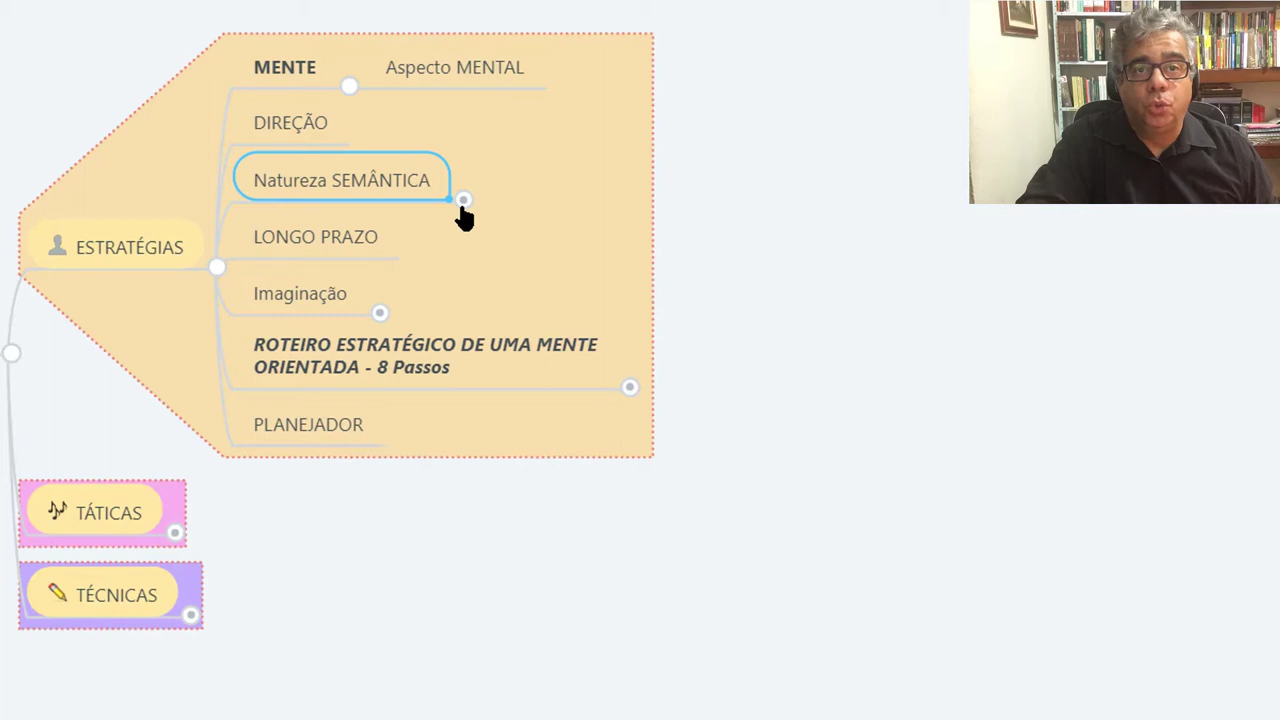 MENTE
Aspecto MENTAL
DIREÇÃO
Natureza SEMÂNTICA
ESTRATÉGIAS
LONGO PRAZO
Imaginação
ROTEIRO ESTRATÉGICO DE UMA MENTE
ORIENTADA - 8 Passos
PLANEJADOR
TÁTICAS
TÉCNICAS